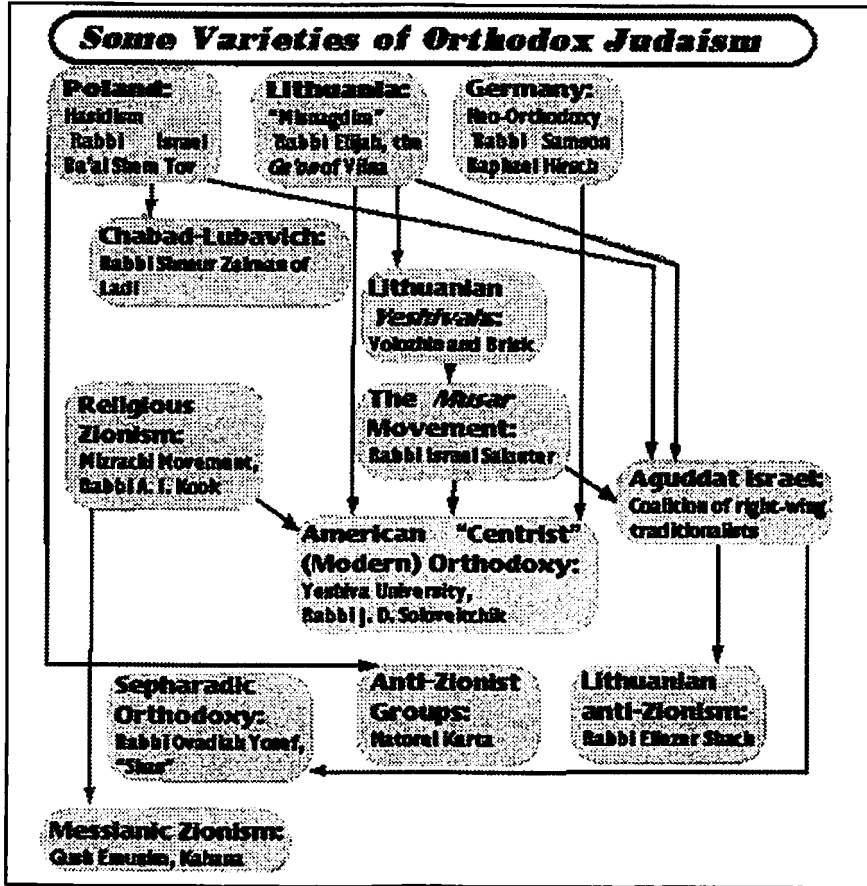 Some Varieties of Orthodox Judaism
Poland:
Hasidism
Rabbi Israel
Ba'al Shem Tov
Lithuania:
"Misnagdim"
Rabbi Elijah, the
Ga'on of Vilna
Germany:
Neo-Orthodoxy
Rabbi Samson
Raphael Hirsch
Chabad-Lubavich:
Rabbi Shneur Zalman of
Ladi
Lithuanian
Yeshivahs:
Volozhin and Brisk
Religious
Zionism:
Mizrachi Movement,
Rabbi A. I. Kook
The Musar
Movement:
Rabbi Israel Salanter
Aguddat Israel:
Coalition of right-wing
traditionalists
American "Centrist"
(Modern) Orthodoxy:
Yeshiva University,
Rabbi J. D. Soloveitchik
Sepharadic
Orthodoxy:
Rabbi Ovadiah Yosef,
"Shas"
Anti-Zionist
Groups:
Natorei Karta
Lithuanian
anti-Zionism:
Rabbi Eliezer Shach
Messianic Zionism:
Gush Emunim, Kahana